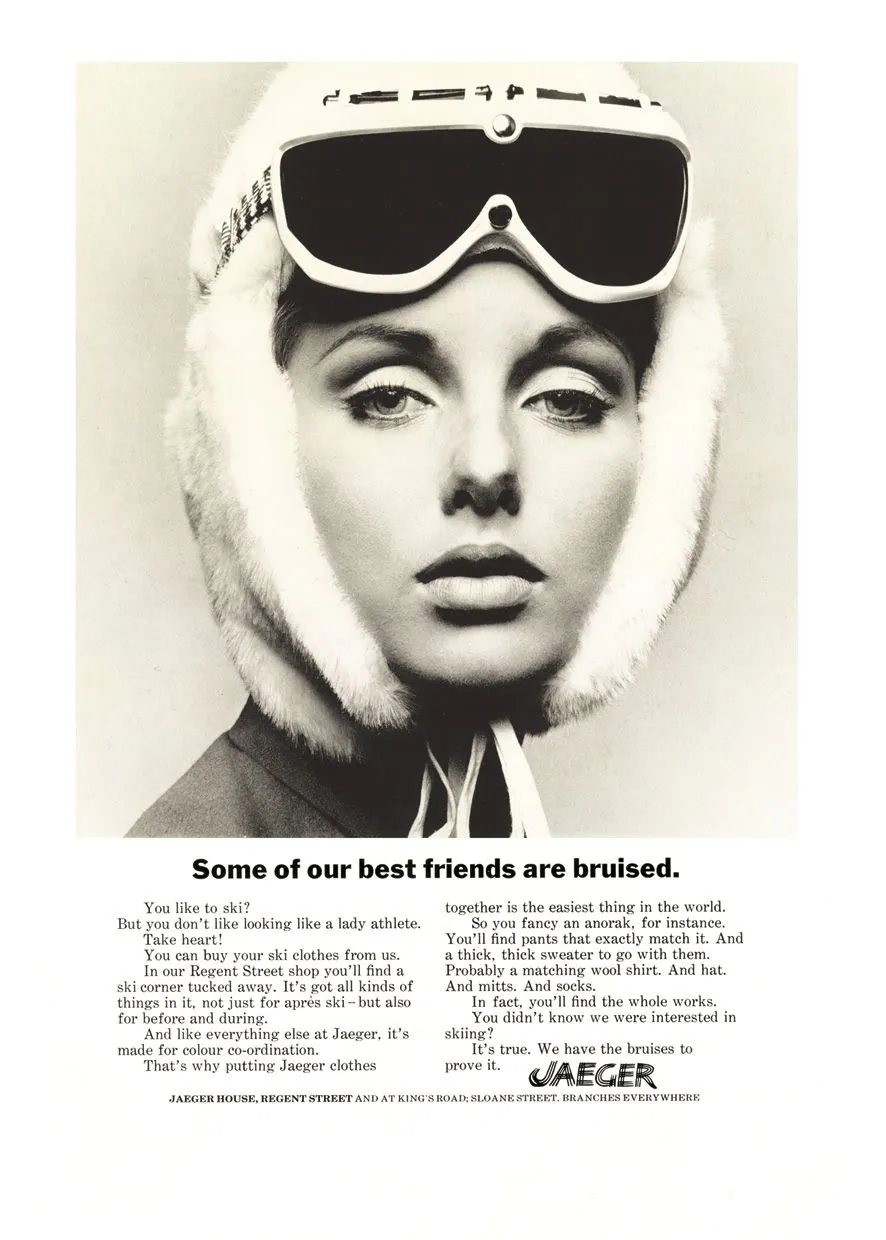 Some of our best friends are bruised.
You like to ski?
But you don't like looking like a lady athlete.
Take heart!
You can buy your ski clothes from us.
In our Regent Street shop you'll find a
ski corner tucked away. It's got all kinds of
things in it, not just for aprés ski – but also
for before and during.
And like everything else at Jaeger, it's
made for colour co-ordination.
That's why putting Jaeger clothes
together is the easiest thing in the world.
So you fancy an anorak, for instance.
You'll find pants that exactly match it. And
a thick, thick sweater to go with them.
Probably a matching wool shirt. And hat.
And mitts. And socks.
In fact, you'll find the whole works.
You didn't know we were interested in
skiing?
It's true. We have the bruises to
prove it.
JAEGER
JAEGER HOUSE, REGENT STREET AND AT KING'S ROAD; SLOANE STREET. BRANCHES EVERYWHERE